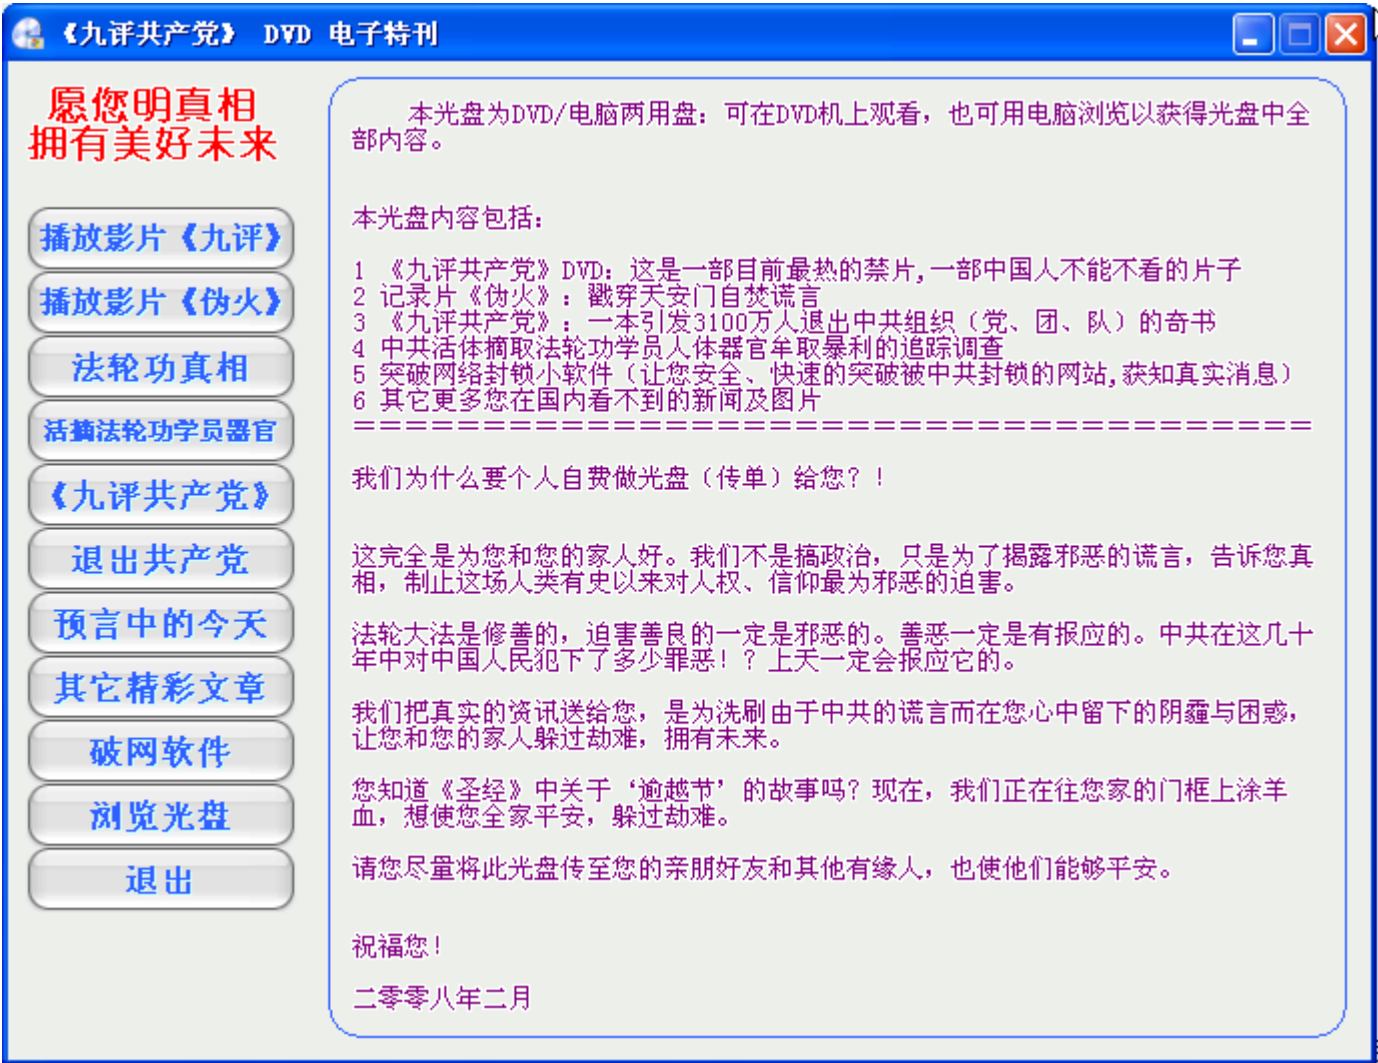 《九评共产党》 DVD 电子特刊
愿您明真相
拥有美好未来
播放影片《九评》
播放影片《伪火》
法轮功真相
活摘法轮功学员器官
《九评共产党》
退出共产党
预言中的今天
其它精彩文章
破网软件
浏览光盘
退出
本光盘为DVD/电脑两用盘：可在DVD机上观看，也可用电脑浏览以获得光盘中全
部内容。
本光盘内容包括：
1 《九评共产党》DVD：这是一部目前最热的禁片,一部中国人不能不看的片子
2 记录片《伪火》：戳穿天安门自焚谎言
3 《九评共产党》：一本引发3100万人退出中共组织（党、团、队）的奇书
4 中共活体摘取法轮功学员人体器官牟取暴利的追踪调查
5 突破网络封锁小软件（让您安全、快速的突破被中共封锁的网站,获知真实消息）
6 其它更多您在国内看不到的新闻及图片
=====================================
我们为什么要个人自费做光盘（传单）给您？！
这完全是为您和您的家人好。我们不是搞政治，只是为了揭露邪恶的谎言，告诉您真
相，制止这场人类有史以来对人权、信仰最为邪恶的迫害。
法轮大法是修善的，迫害善良的一定是邪恶的。善恶一定是有报应的。中共在这几十
年中对中国人民犯下了多少罪恶！？上天一定会报应它的。
我们把真实的资讯送给您，是为洗刷由于中共的谎言而在您心中留下的阴霾与困惑，
让您和您的家人躲过劫难，拥有未来。
您知道《圣经》中关于‘逾越节’的故事吗？现在，我们正在往您家的门框上涂羊
血，想使您全家平安，躲过劫难。
请您尽量将此光盘传至您的亲朋好友和其他有缘人，也使他们能够平安。
祝福您！
二零零八年二月